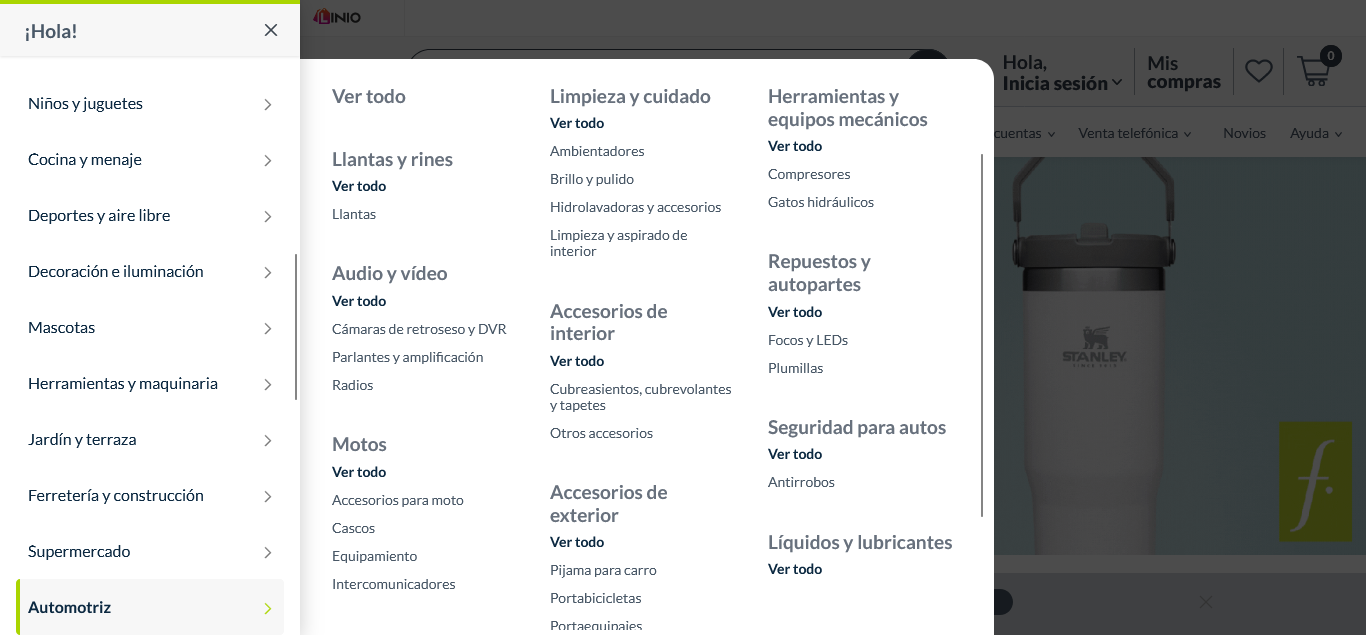 ¡Hola!
Niños y juguetes
Cocina y menaje
Deportes y aire libre
Decoración e iluminación
Mascotas
Herramientas y maquinaria
Jardín y terraza
Ferretería y construcción
Supermercado
Automotriz
LINIO
Hola,
Inicia sesión
Mis
compras
0
cuentas
Venta telefónica
Novios
Ayuda
Ver todo
Llantas y rines
Ver todo
Llantas
Audio y vídeo
Ver todo
Cámaras de retroseso y DVR
Parlantes y amplificación
Radios
Motos
Ver todo
Accesorios para moto
Cascos
Equipamiento
Intercomunicadores
Limpieza y cuidado
Ver todo
Ambientadores
Brillo y pulido
Hidrolavadoras y accesorios
Limpieza y aspirado de
interior
Accesorios de
interior
Ver todo
Cubreasientos, cubrevolantes
y tapetes
Otros accesorios
Accesorios de
exterior
Ver todo
Pijama para carro
Portabicicletas
Portaequipajes
Herramientas y
equipos mecánicos
Ver todo
Compresores
Gatos hidráulicos
Repuestos y
autopartes
Ver todo
Focos y LEDs
Plumillas
Seguridad para autos
Ver todo
Antirrobos
Líquidos y lubricantes
Ver todo
STANLEY
f.